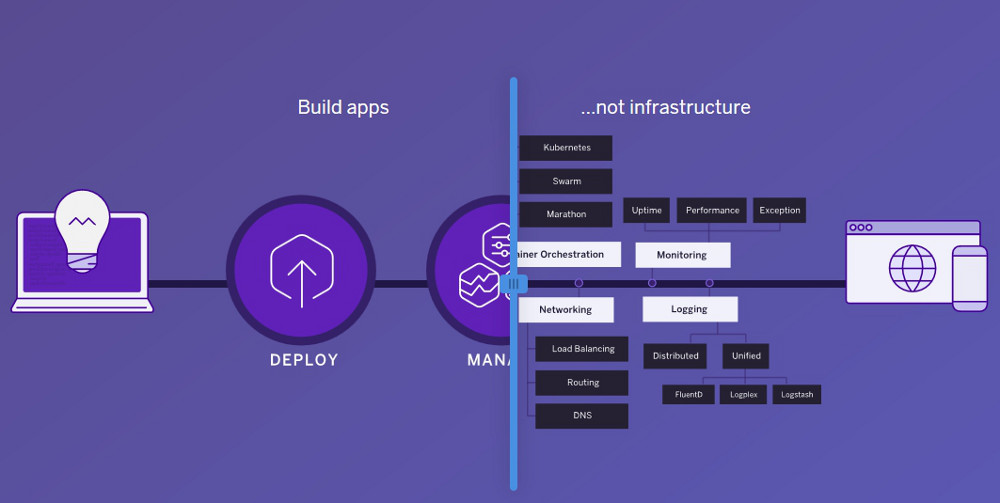 Build apps
...not infrastructure
Kubernetes
Swarm
Marathon
Uptime
Performance
Exception
ainer Orchestration
Monitoring
Networking
Logging
Load Balancing
Routing
DNS
Distributed
Unified
FluentD
Logplex
Logstash
DEPLOY
MANA